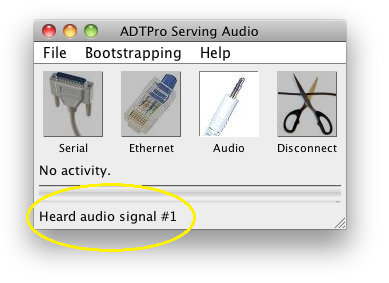 ADTPro Serving Audio
File Bootstrapping Help
Serial Ethernet Audio Disconnect
No activity.
Heard audio signal #1